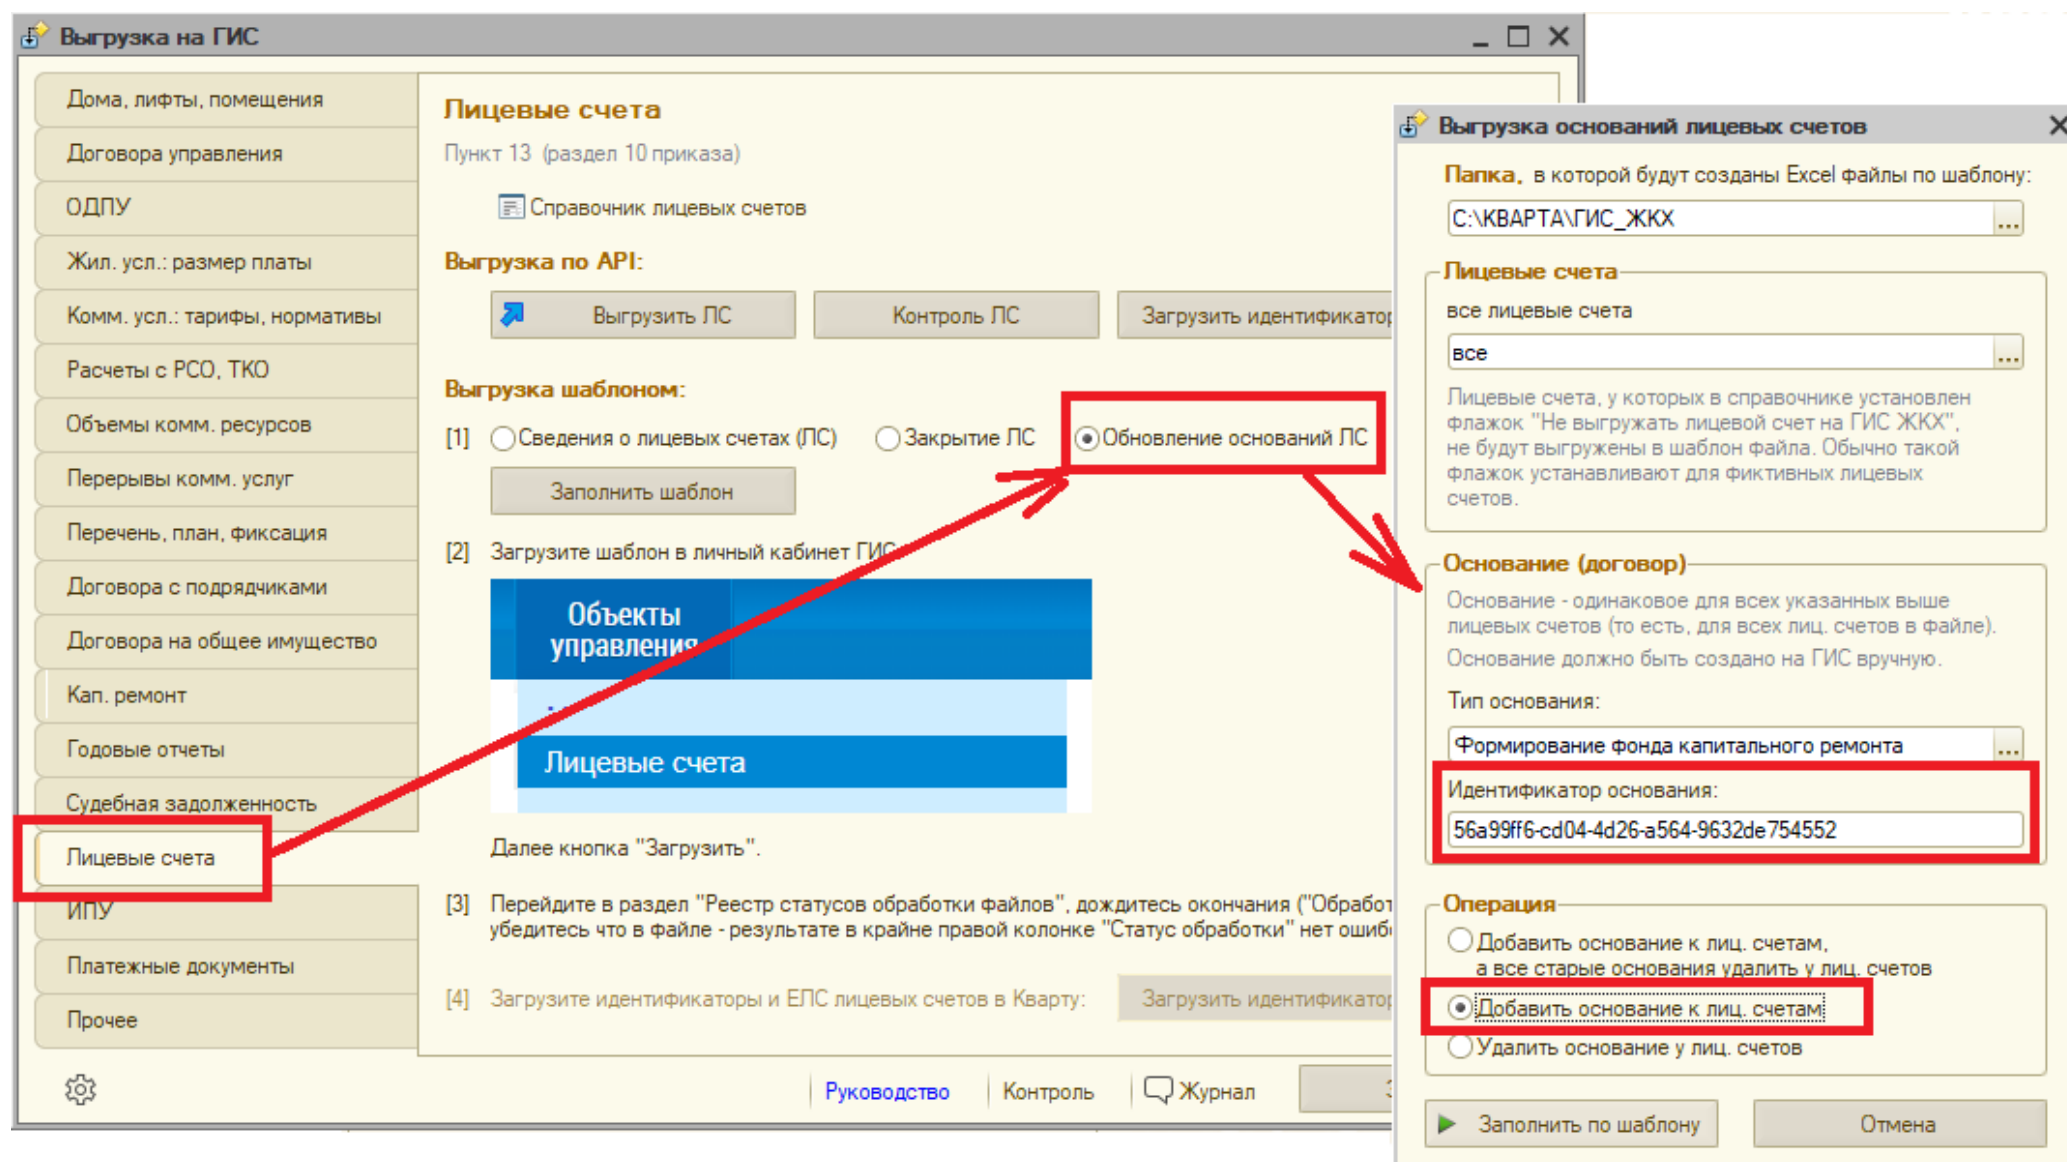 Выгрузка на ГИС
Дома, лифты, помещения
Договора управления
ОДПУ
Жил. усл.: размер платы
Комм. усл.: тарифы, нормативы
Расчеты с РСО, ТКО
Объемы комм. ресурсов
Перерывы комм. услуг
Перечень, план, фиксация
Договора с подрядчиками
Договора на общее имущество
Кап. ремонт
Годовые отчеты
Судебная задолженность
Лицевые счета
ИПУ
Платежные документы
Прочее
Лицевые счета
Пункт 13 (раздел 10 приказа)
Справочник лицевых счетов
Выгрузка по API:
Выгрузить ЛС
Контроль ЛС
Загрузить идентификатор
Выгрузка шаблоном:
[1] Сведения о лицевых счетах (ЛС) Закрытие ЛС Обновление оснований ЛС
Заполнить шаблон
[2] Загрузите шаблон в личный кабинет ГИС
Объекты
управления
Лицевые счета
Далее кнопка "Загрузить".
[3] Перейдите в раздел "Реестр статусов обработки файлов", дождитесь окончания ("Обработ
убедитесь что в файле - результате в крайне правой колонке "Статус обработки" нет ошиб
[4] Загрузите идентификаторы и ЕЛС лицевых счетов в Кварту: Загрузить идентификатор
Руководство
Контроль
Журнал
Выгрузка оснований лицевых счетов
Папка, в которой будут созданы Excel файлы по шаблону:
С:\КВАРТА\ГИС_ЖКХ
...
Лицевые счета
все лицевые счета
все
...
Лицевые счета, у которых в справочнике установлен
флажок "Не выгружать лицевой счет на ГИС ЖКХ",
не будут выгружены в шаблон файла. Обычно такой
флажок устанавливают для фиктивных лицевых
счетов.
Основание (договор)
Основание - одинаковое для всех указанных выше
лицевых счетов (то есть, для всех лиц. счетов в файле).
Основание должно быть создано на ГИС вручную.
Тип основания:
Формирование фонда капитального ремонта
...
Идентификатор основания:
56a99ff6-cd04-4d26-a564-9632de754552
Операция
Добавить основание к лиц. счетам,
а все старые основания удалить у лиц. счетов
Добавить основание к лиц. счетам
Удалить основание у лиц. счетов
Заполнить по шаблону
Отмена